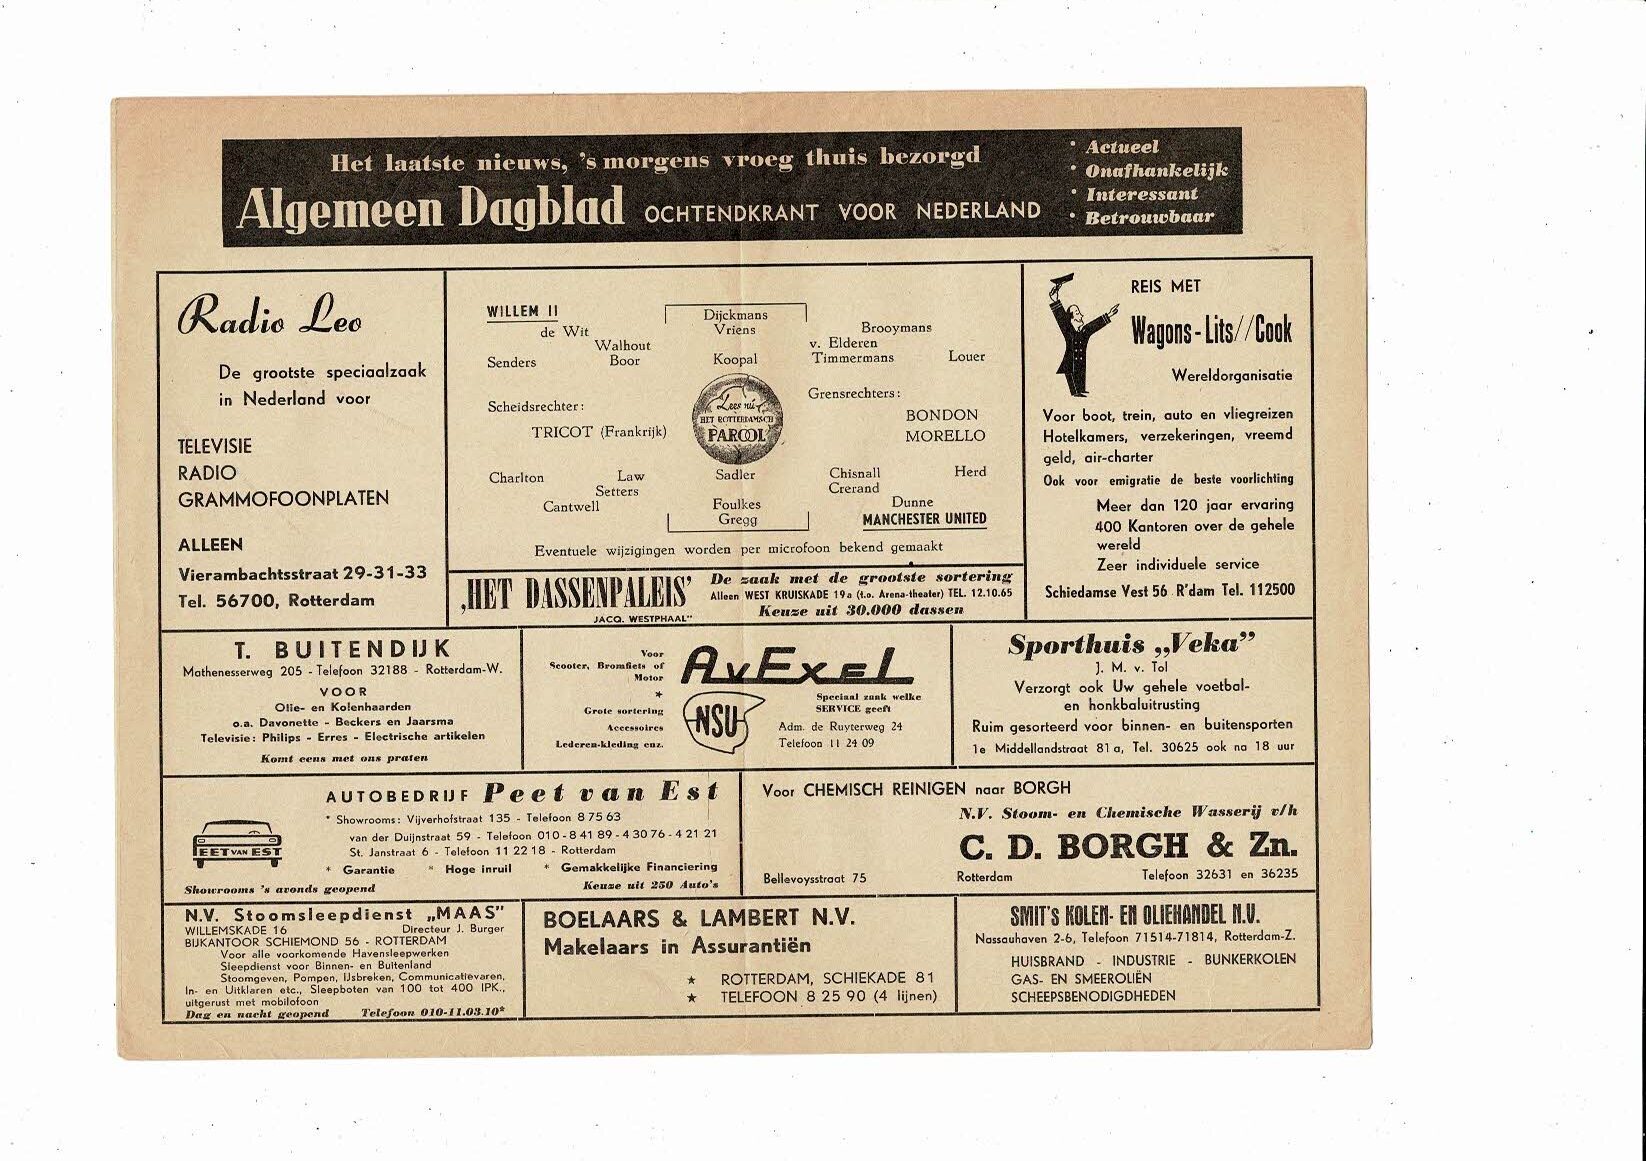 Het laatste nieuws, 's morgens vroeg thuis bezorgd
Algemeen Dagblad OCHTENDKRANT VOOR NEDERLAND
* Actueel
* Onafhankelijk
* Interessant
* Betrouwbaar
Radio Leo
De grootste speciaalzaak
in Nederland voor
TELEVISIE
RADIO
GRAMMOFOONPLATEN
ALLEEN
Vierambachtsstraat 29-31-33
Tel. 56700, Rotterdam
WILLEM II
Dijckmans
de Wit Vriens Brooymans
Walhout v. Elderen
Senders Boor Koopal Timmermans Louer
Scheidsrechter:
TRICOT (Frankrijk)
Lees nu
HET ROTTERDAMSCH
PAROOL
Grensrechters:
BONDON
MORELLO
Charlton Law Sadler Chisnall Herd
Setters Crerand
Cantwell Foulkes Dunne
Gregg
MANCHESTER UNITED
Eventuele wijzigingen worden per microfoon bekend gemaakt
‚HET DASSENPALEIS’
JACQ. WESTPHAAL"
De zaak met de grootste sortering
Alleen WEST KRUISKADE 19a (t.o. Arena-theater) TEL. 12.10.65
Keuze uit 30.000 dassen
REIS MET
Wagons-Lits//Cook
Wereldorganisatie
Voor boot, trein, auto en vliegreizen
Hotelkamers, verzekeringen, vreemd
geld, air-charter
Ook voor emigratie de beste voorlichting
Meer dan 120 jaar ervaring
400 Kantoren over de gehele
wereld
Zeer individuele service
Schiedamse Vest 56 R'dam Tel. 112500
T. BUITENDIJK
Mathenesserweg 205 - Telefoon 32188 - Rotterdam-W.
VOOR
Olie- en Kolenhaarden
o.a. Davonette - Beckers en Jaarsma
Televisie: Philips - Erres - Electrische artikelen
Komt eens met ons praten
Voor
Scooter, Bromfiets of
Motor
*
Grote sortering
Accessoires
Lederen-kleding enz.
AVEXEL
NSU
Speciaal zaak welke
SERVICE geeft
Adm. de Ruyterweg 24
Telefoon 11 24 09
Sporthuis „Veka”
J. M. v. Tol
Verzorgt ook Uw gehele voetbal-
en honkbaluitrusting
Ruim gesorteerd voor binnen- en buitensporten
1e Middellandstraat 81a, Tel. 30625 ook na 18 uur
AUTOBEDRIJF Peet van Est
* Showrooms: Vijverhofstraat 135 - Telefoon 8 75 63
van der Duijnstraat 59 - Telefoon 010-8 41 89-4 30 76-4 21 21
St. Janstraat 6 - Telefoon 11 22 18 - Rotterdam
* Garantie * Hoge inruil * Gemakkelijke Financiering
PEET VAN EST
Showrooms 's avonds geopend Keuze uit 250 Auto's
Voor CHEMISCH REINIGEN naar BORGH
N.V. Stoom- en Chemische Wasserij v/h
C. D. BORGH & Zn.
Bellevoysstraat 75 Rotterdam Telefoon 32631 en 36235
N.V. Stoomsleepdienst „MAAS”
WILLEMSKADE 16 Directeur J. Burger
BIJKANTOOR SCHIEMOND 56 - ROTTERDAM
Voor alle voorkomende Havensleepwerken
Sleepdienst voor Binnen- en Buitenland
Stoomgeven, Pompen, IJsbreken, Communicatievaren,
In- en Uitklaren etc., Sleepboten van 100 tot 400 IPK.,
uitgerust met mobilofoon
Dag en nacht geopend Telefoon 010-11.03.10*
BOELAARS & LAMBERT N.V.
Makelaars in Assurantiën
★ ROTTERDAM, SCHIEKADE 81
★ TELEFOON 8 25 90 (4 lijnen)
SMIT'S KOLEN- EN OLIEHANDEL N.V.
Nassauhaven 2-6, Telefoon 71514-71814, Rotterdam-Z.
HUISBRAND - INDUSTRIE - BUNKERKOLEN
GAS- EN SMEEROLIËN
SCHEEPSBENODIGDHEDEN